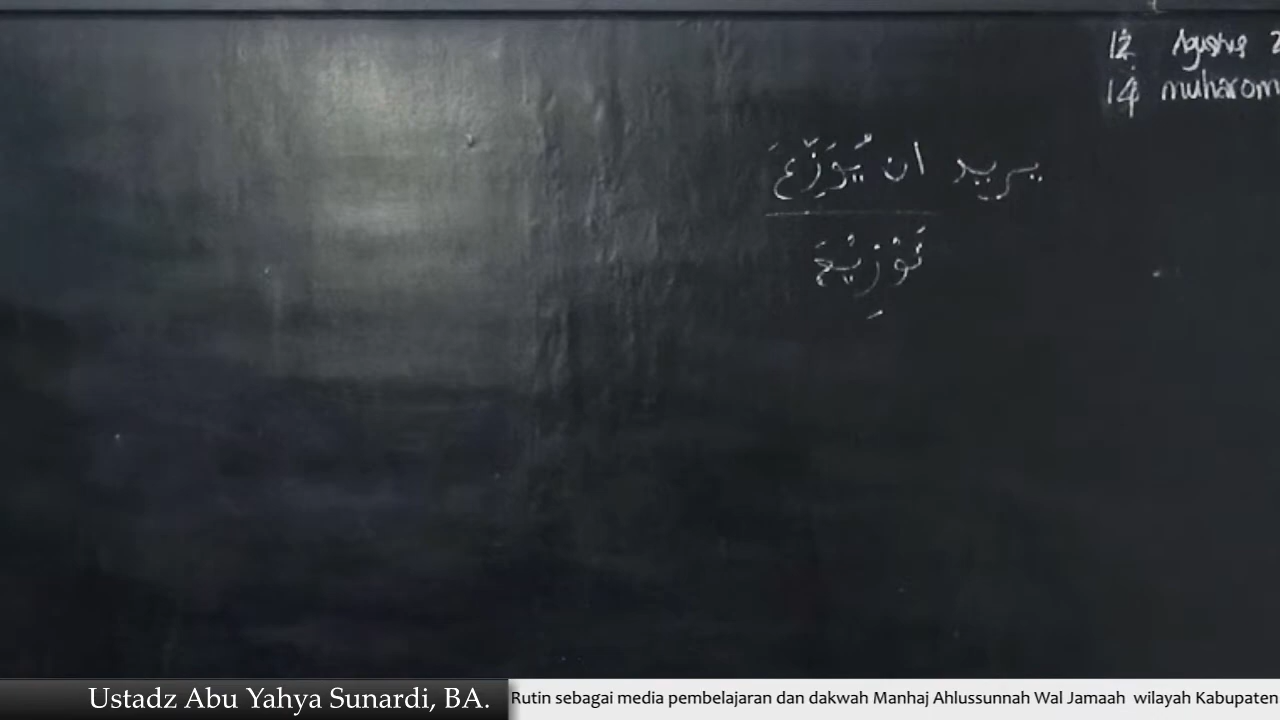 12 Agustus 2
14 muharom
يريد ان يُوَزِّعَ
تَوْزِيْعَ
Ustadz Abu Yahya Sunardi, BA.
Rutin sebagai media pembelajaran dan dakwah Manhaj Ahlussunnah Wal Jamaah wilayah Kabupaten